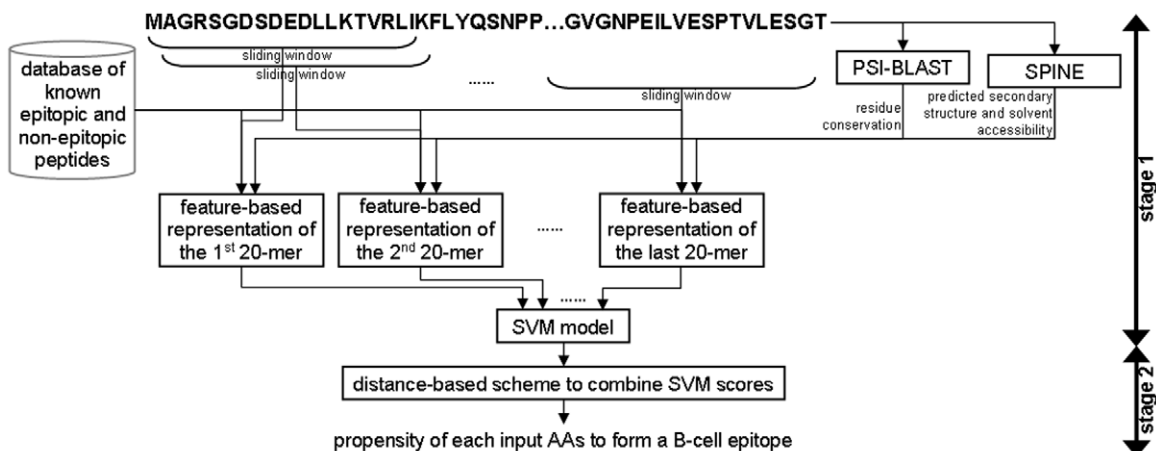 MAGRSGDSDEDLLKTVRLIKFLYQSNPP...GVGNPEILVESPTVLESGT
sliding window
sliding window
......
sliding window
database of
known
epitopic and
non-epitopic
peptides
PSI-BLAST
SPINE
residue
conservation
predicted secondary
structure and solvent
accessibility
stage 1
feature-based
representation of
the 1st 20-mer
feature-based
representation of
the 2nd 20-mer
......
feature-based
representation of
the last 20-mer
......
SVM model
distance-based scheme to combine SVM scores
stage 2
propensity of each input AAs to form a B-cell epitope